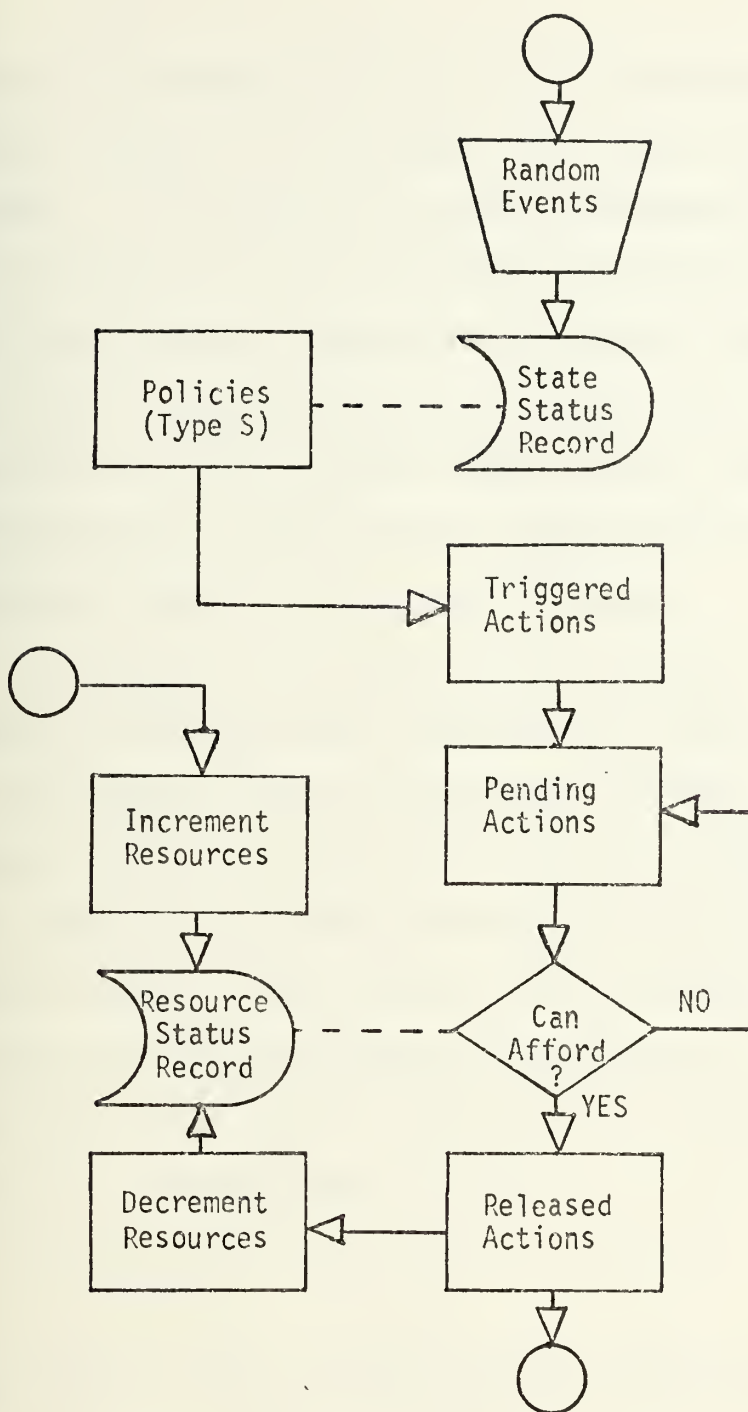 Random
Events
Policies
(Type S)
State
Status
Record
Triggered
Actions
Increment
Resources
Pending
Actions
Resource
Status
Record
Can
Afford
?
NO
YES
Decrement
Resources
Released
Actions